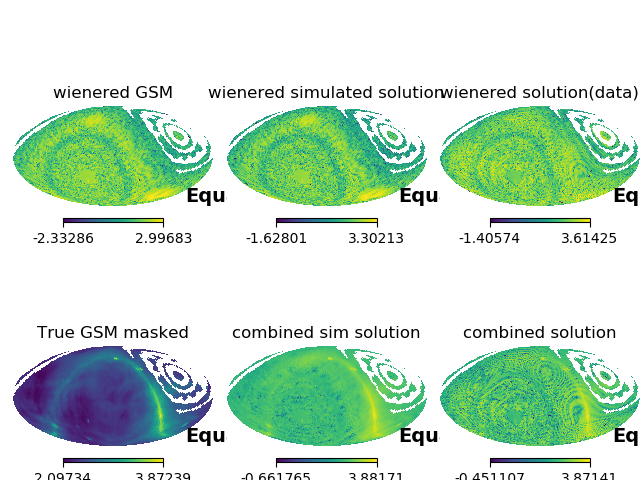 wienered GSM
wienered simulated solution
wienered solution(data)
Equ
Equ
Eq
-2.33286 2.99683
-1.62801 3.30213
-1.40574 3.61425
True GSM masked
combined sim solution
combined solution
Equ
Equ
Eq
2.09734 3.87239
-0.661765 3.88171
-0.451107 3.87141